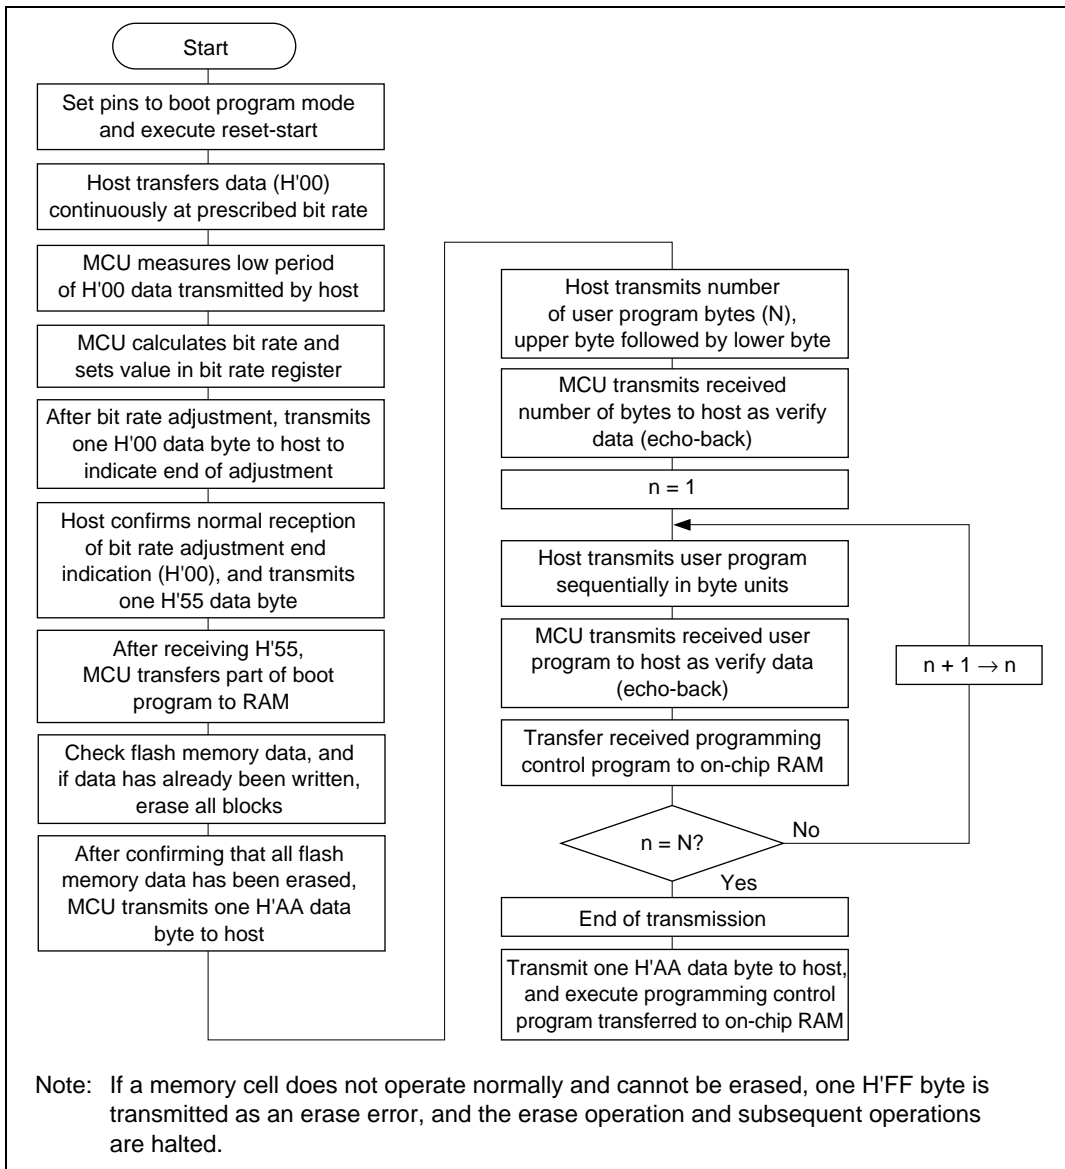 Start
Set pins to boot program mode
and execute reset-start
Host transfers data (H'00)
continuously at prescribed bit rate
MCU measures low period
of H'00 data transmitted by host
MCU calculates bit rate and
sets value in bit rate register
After bit rate adjustment, transmits
one H'00 data byte to host to
indicate end of adjustment
Host confirms normal reception
of bit rate adjustment end
indication (H'00), and transmits
one H'55 data byte
After receiving H'55,
MCU transfers part of boot
program to RAM
Check flash memory data, and
if data has already been written,
erase all blocks
After confirming that all flash
memory data has been erased,
MCU transmits one H'AA data
byte to host
Host transmits number
of user program bytes (N),
upper byte followed by lower byte
MCU transmits received
number of bytes to host as verify
data (echo-back)
n = 1
Host transmits user program
sequentially in byte units
MCU transmits received user
program to host as verify data
(echo-back)
n + 1 → n
Transfer received programming
control program to on-chip RAM
n = N?
No
Yes
End of transmission
Transmit one H'AA data byte to host,
and execute programming control
program transferred to on-chip RAM
Note: If a memory cell does not operate normally and cannot be erased, one H'FF byte is
transmitted as an erase error, and the erase operation and subsequent operations
are halted.